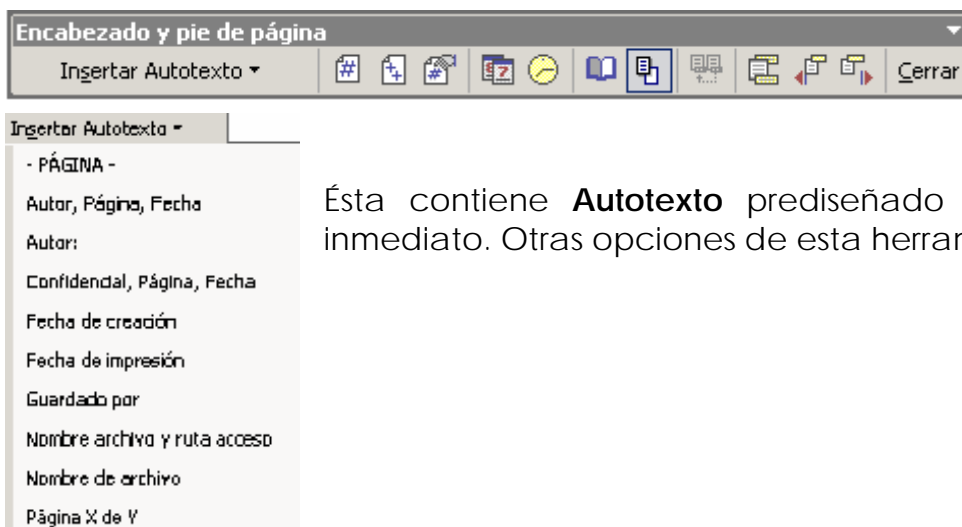 Encabezado y pie de página
Insertar Autotexto
Cerrar
Insertar Autotexto
- PÁGINA -
Autor, Página, Fecha
Autor:
Confidencial, Página, Fecha
Fecha de creación
Fecha de impresión
Guardado por
Nombre archivo y ruta acceso
Nombre de archivo
Página X de Y
Ésta contiene Autotexto prediseñado
inmediato. Otras opciones de esta